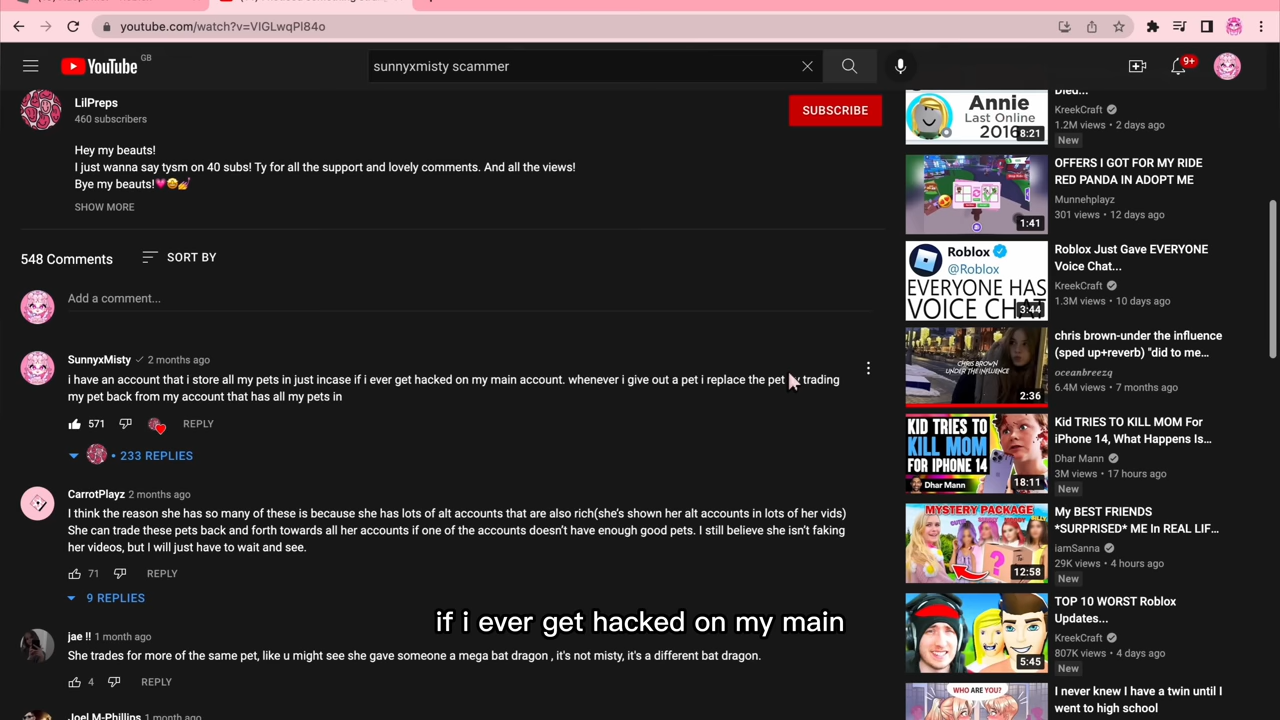 youtube.com/watch?v=VIGLwqPI84o
YouTube GB
sunnyxmisty scammer
9+
LilPreps
460 subscribers
SUBSCRIBE
Hey my beauts!
I just wanna say tysm on 40 subs! Ty for all the support and lovely comments. And all the views!
Bye my beauts!💗🤩💅
SHOW MORE
548 Comments
SORT BY
Add a comment...
SunnyxMisty 2 months ago
i have an account that i store all my pets in just incase if i ever get hacked on my main account. whenever i give out a pet i replace the pet trading
my pet back from my account that has all my pets in
571
REPLY
• 233 REPLIES
CarrotPlayz 2 months ago
I think the reason she has so many of these is because she has lots of alt accounts that are also rich(she's shown her alt accounts in lots of her vids)
She can trade these pets back and forth towards all her accounts if one of the accounts doesn't have enough good pets. I still believe she isn't faking
her videos, but I will just have to wait and see.
71
REPLY
9 REPLIES
if i ever get hacked on my main
jae !! 1 month ago
She trades for more of the same pet, like u might see she gave someone a mega bat dragon , it's not misty, it's a different bat dragon.
4
REPLY
Joel M-Phillips 1 month ago
Annie
Last Online
2016
8:21
Died...
KreekCraft
1.2M views • 2 days ago
New
1:41
OFFERS I GOT FOR MY RIDE
RED PANDA IN ADOPT ME
Munnehplayz
301 views • 12 days ago
Roblox
@Roblox
EVERYONE HAS
VOICE CHAT
3:44
Roblox Just Gave EVERYONE
Voice Chat...
KreekCraft
1.3M views • 10 days ago
CHRIS BROWN
UNDER THE INFLUENCE
2:36
chris brown-under the influence
(sped up+reverb) "did to me...
oceanbreezq
6.4M views • 7 months ago
KID TRIES TO
KILL MOM
FOR IPHONE 14
Dhar Mann
18:11
Kid TRIES TO KILL MOM For
iPhone 14, What Happens Is...
Dhar Mann
3M views • 17 hours ago
New
MYSTERY PACKAGE
12:58
My BEST FRIENDS
*SURPRISED* ME In REAL LIF...
iamSanna
29K views • 4 days ago
New
5:45
TOP 10 WORST Roblox
Updates...
KreekCraft
807K views • 4 days ago
New
WHO ARE YOU?
I never knew I have a twin until I
went to high school